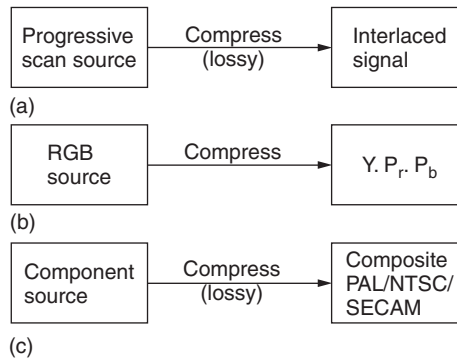 Progressive
scan source
Compress
(lossy)
Interlaced
signal
(a)
RGB
source
Compress
Y. Pr. Pb
(b)
Component
source
Compress
(lossy)
Composite
PAL/NTSC/
SECAM
(c)